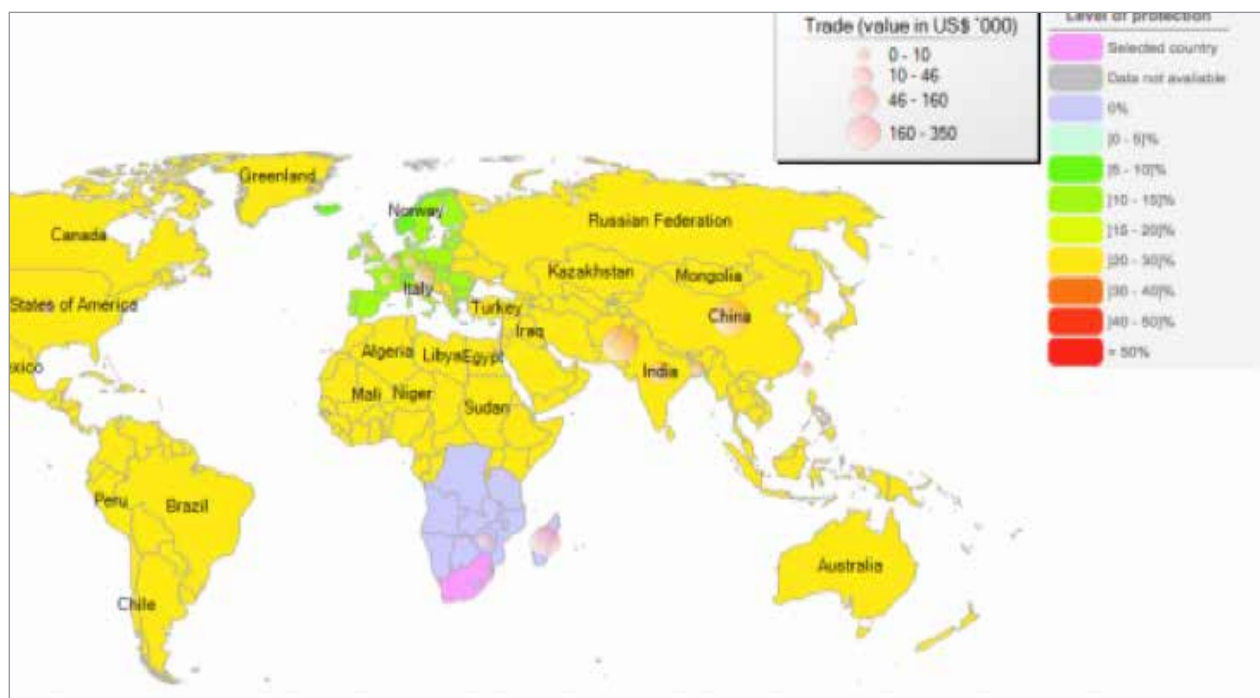 Trade (value in US$ `000)
0 - 10
10 - 46
46 - 160
160 - 350
Level of protection
Selected country
Data not available
0%
]0 - 5]%
]5 - 10]%
]10 - 15]%
]15 - 20]%
]20 - 30]%
]30 - 40]%
]40 - 50]%
Greenland
Norway
Canada
Russian Federation
Kazakhstan
Mongolia
States of America
Italy
Turkey
China
Iraq
Algeria
Libya
Egypt
India
xico
Mali
Niger
Sudan
Peru
Brazil
Australia
Chile